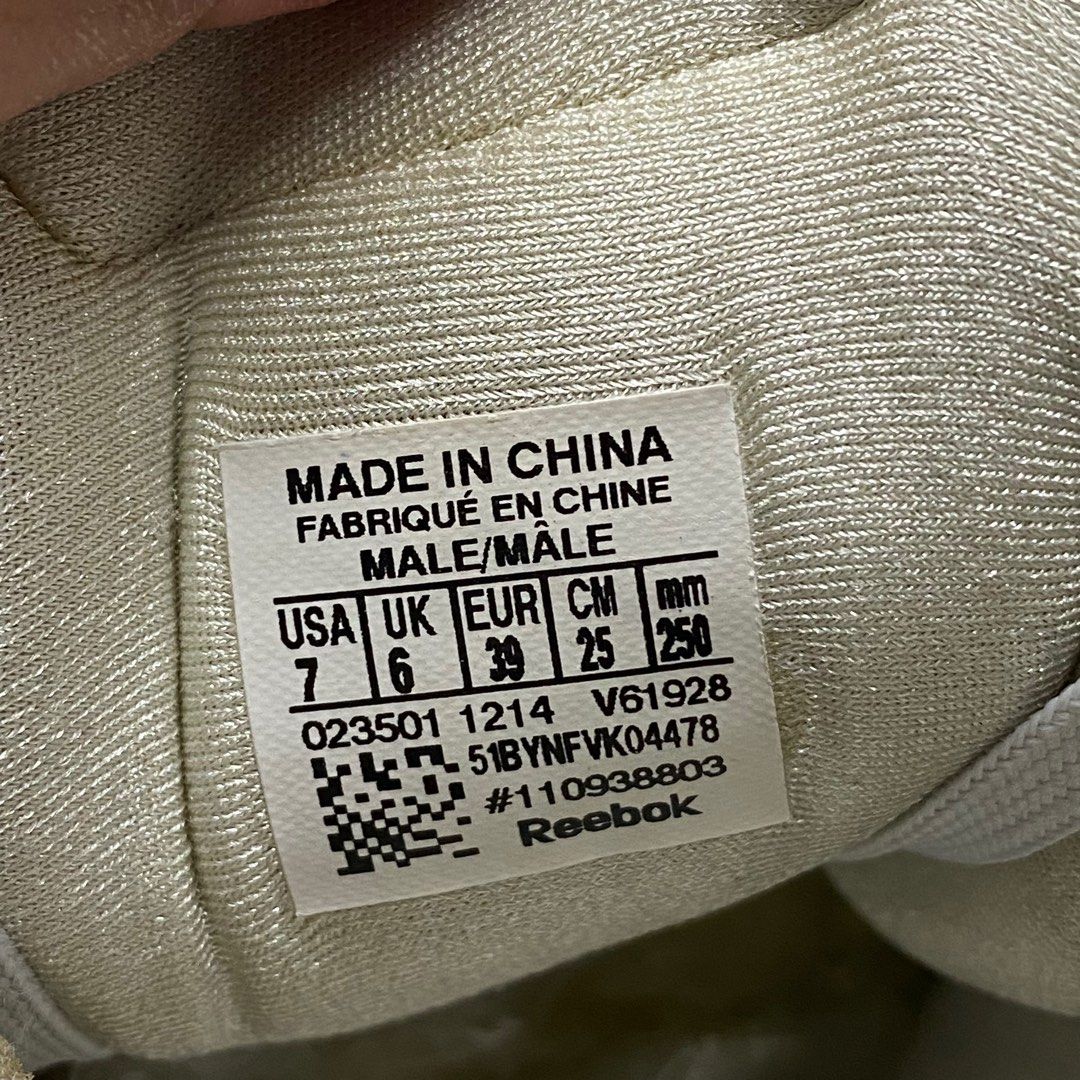 MADE IN CHINA
FABRIQUÉ EN CHINE
MALE/MÂLE
USA UK EUR CM mm
7 6 39 25 250
023501 1214 V61928
51BYNFVK04478
#110938803
Reebok